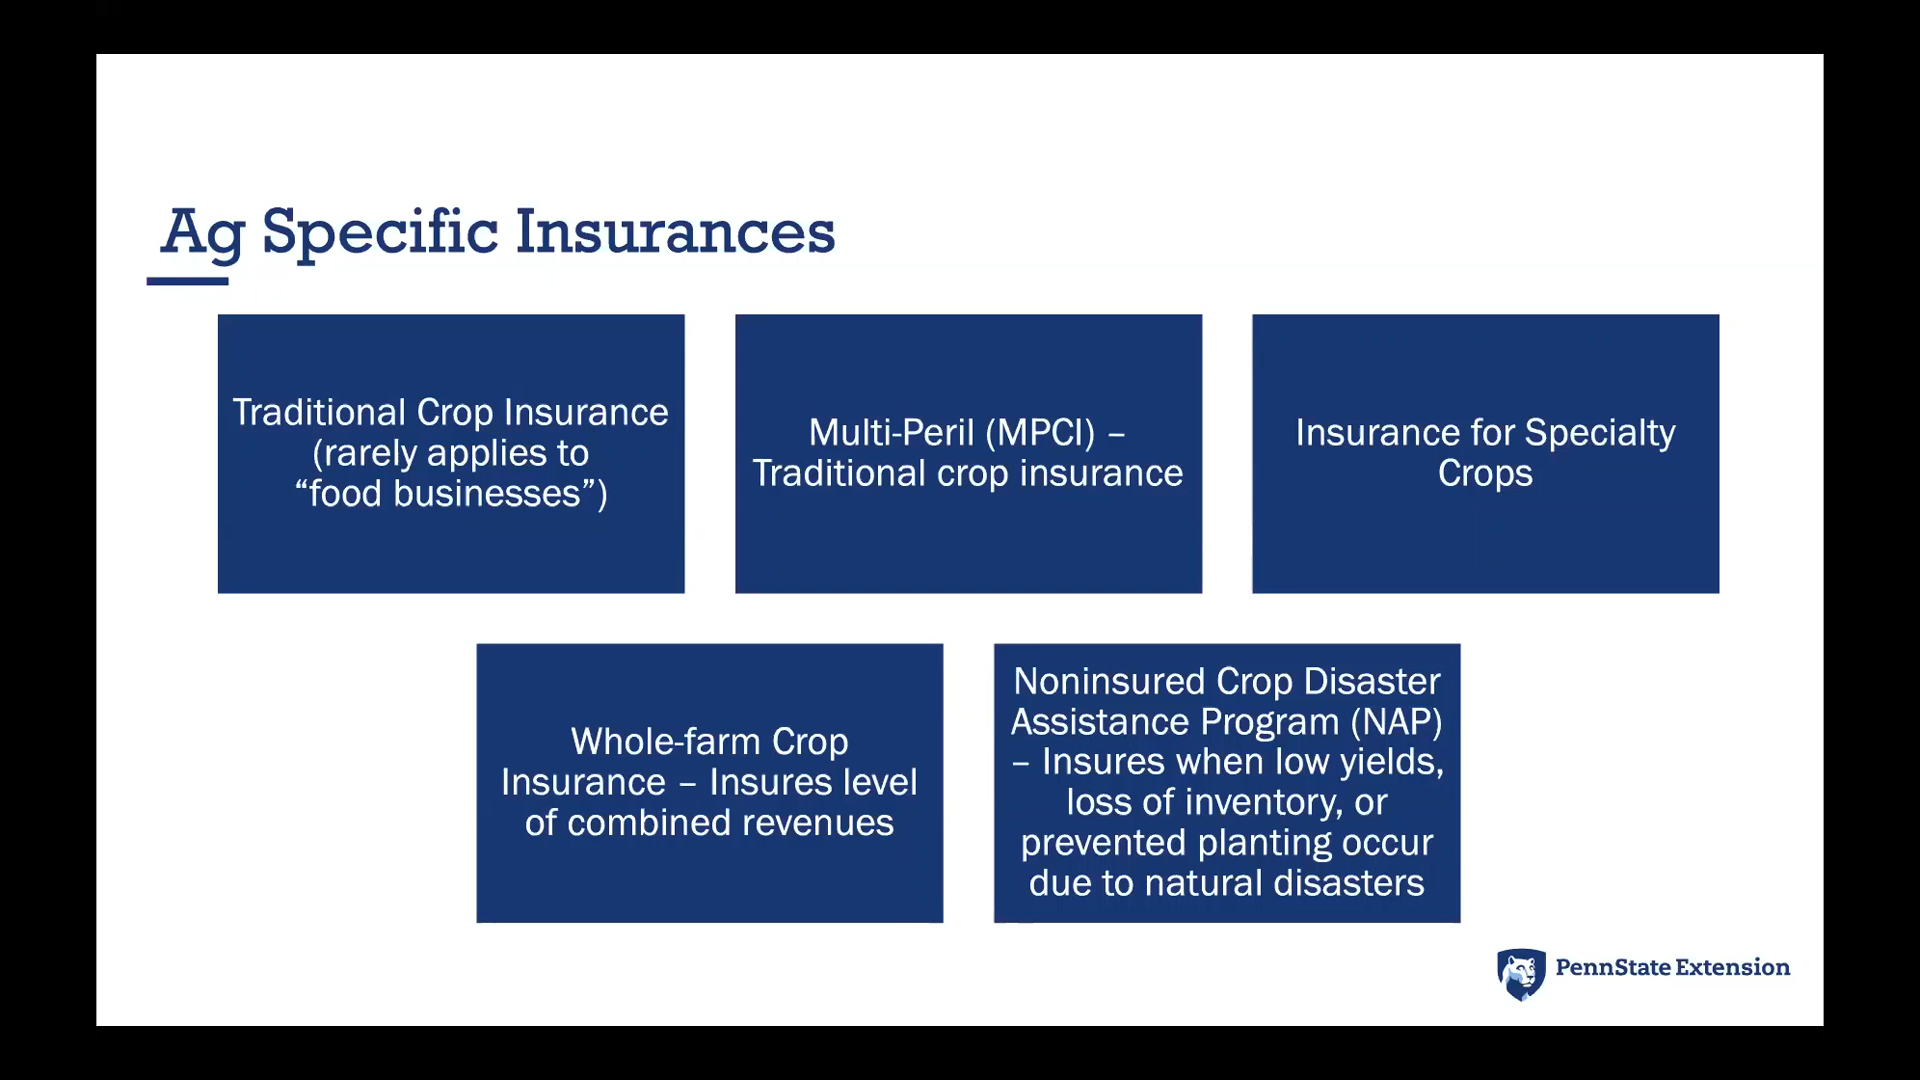 Ag Specific Insurances
Traditional Crop Insurance
(rarely applies to
“food businesses”)
Multi-Peril (MPCI) –
Traditional crop insurance
Insurance for Specialty
Crops
Whole-farm Crop
Insurance – Insures level
of combined revenues
Noninsured Crop Disaster
Assistance Program (NAP)
– Insures when low yields,
loss of inventory, or
prevented planting occur
due to natural disasters
PennState Extension